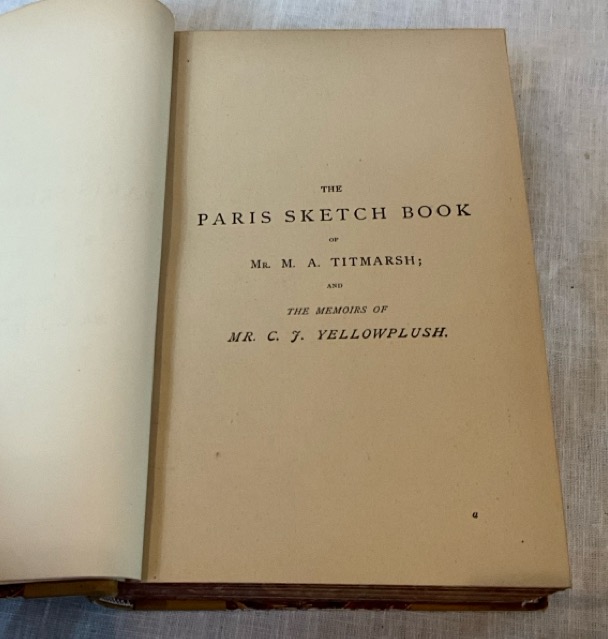 THE
PARIS SKETCH BOOK
OF
MR. M. A. TITMARSH;
AND
THE MEMOIRS OF
MR. C. J. YELLOWPLUSH.
a